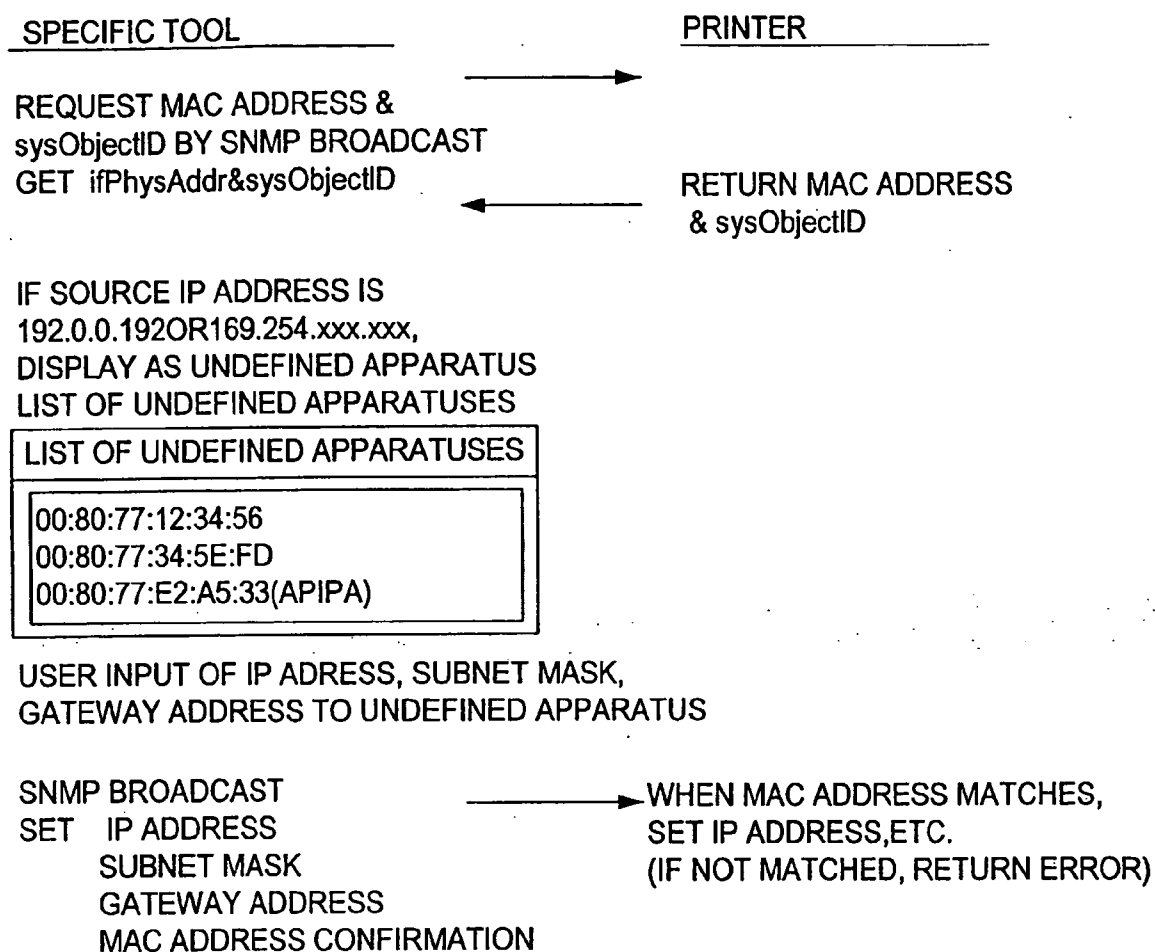 SPECIFIC TOOL
PRINTER
REQUEST MAC ADDRESS &
sysObjectID BY SNMP BROADCAST
GET ifPhysAddr&sysObjectID
RETURN MAC ADDRESS
& sysObjectID
IF SOURCE IP ADDRESS IS
192.0.0.192OR169.254.xxx.xxx,
DISPLAY AS UNDEFINED APPARATUS
LIST OF UNDEFINED APPARATUSES
LIST OF UNDEFINED APPARATUSES
00:80:77:12:34:56
00:80:77:34:5E:FD
00:80:77:E2:A5:33(APIPA)
USER INPUT OF IP ADRESS, SUBNET MASK,
GATEWAY ADDRESS TO UNDEFINED APPARATUS
SNMP BROADCAST
SET IP ADDRESS
SUBNET MASK
GATEWAY ADDRESS
MAC ADDRESS CONFIRMATION
WHEN MAC ADDRESS MATCHES,
SET IP ADDRESS,ETC.
(IF NOT MATCHED, RETURN ERROR)